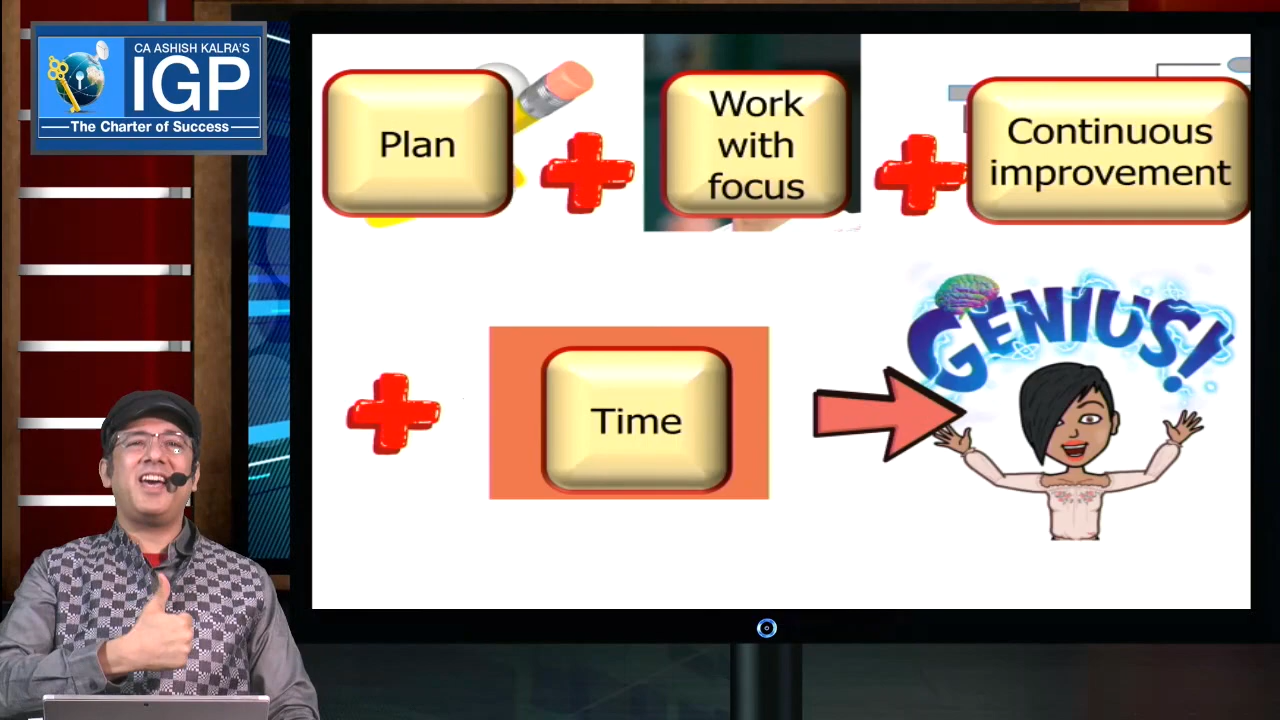 CA ASHISH KALRA'S
IGP
The Charter of Success
Plan
Work
with
focus
Continuous
improvement
Time
GENIUS!